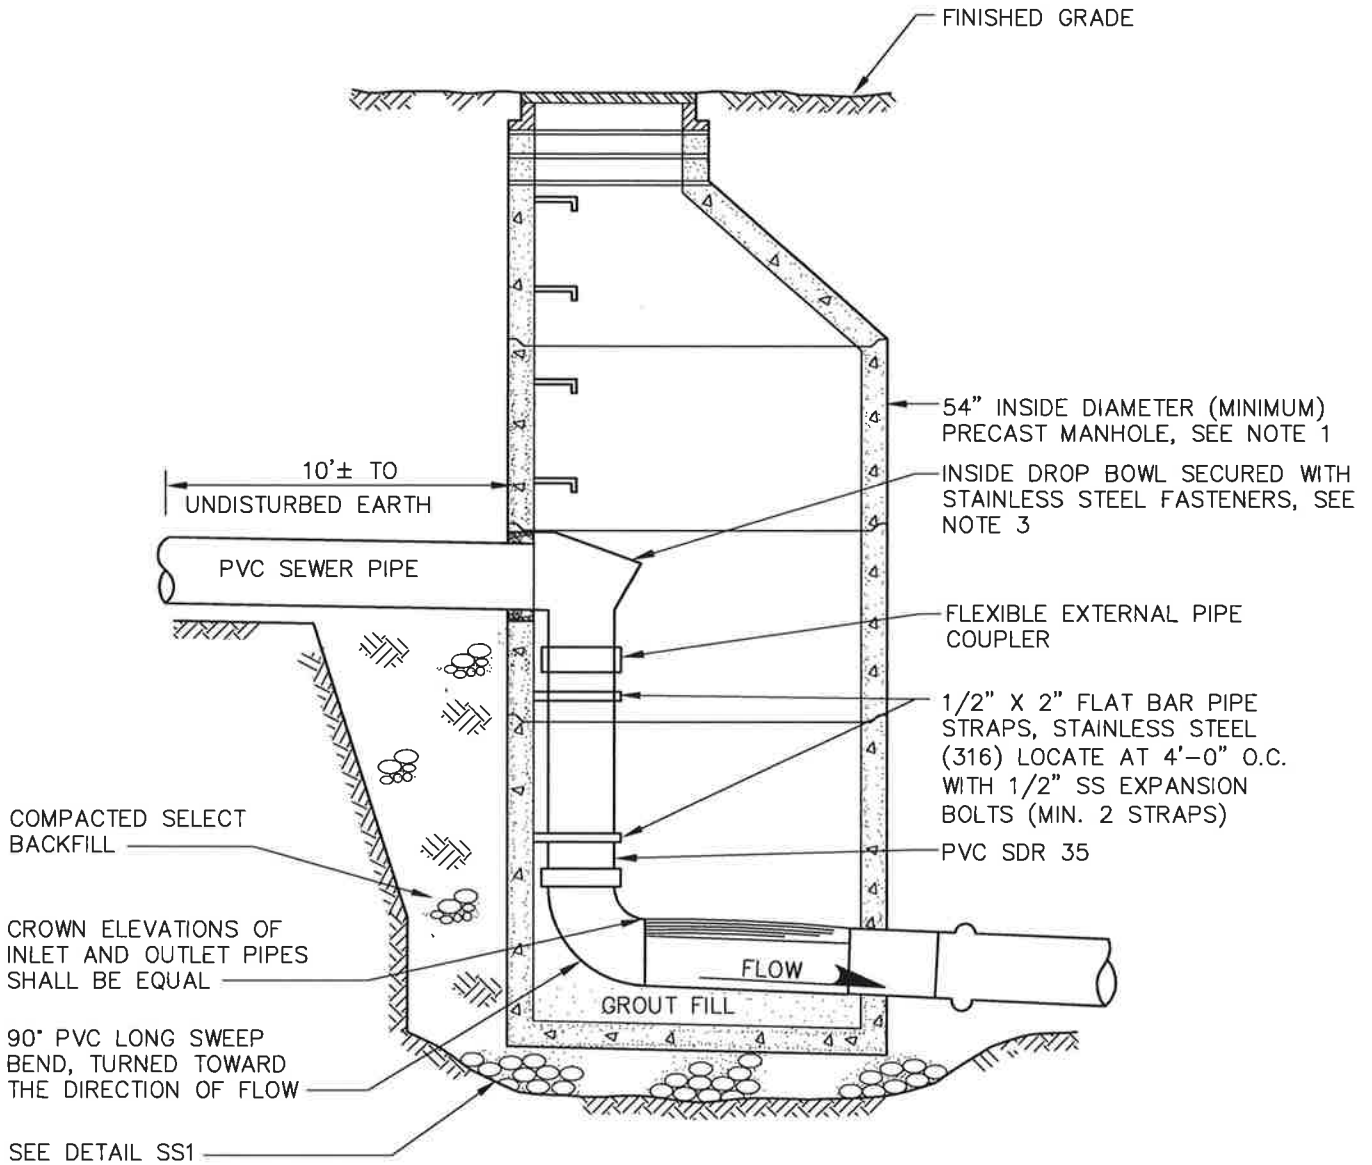 FINISHED GRADE
54” INSIDE DIAMETER (MINIMUM)
PRECAST MANHOLE, SEE NOTE 1
10'± TO
UNDISTURBED EARTH
INSIDE DROP BOWL SECURED WITH
STAINLESS STEEL FASTENERS, SEE
NOTE 3
PVC SEWER PIPE
FLEXIBLE EXTERNAL PIPE
COUPLER
1/2” X 2” FLAT BAR PIPE
STRAPS, STAINLESS STEEL
(316) LOCATE AT 4'-0” O.C.
WITH 1/2” SS EXPANSION
BOLTS (MIN. 2 STRAPS)
COMPACTED SELECT
BACKFILL
PVC SDR 35
CROWN ELEVATIONS OF
INLET AND OUTLET PIPES
SHALL BE EQUAL
FLOW
GROUT FILL
90° PVC LONG SWEEP
BEND, TURNED TOWARD
THE DIRECTION OF FLOW
SEE DETAIL SS1